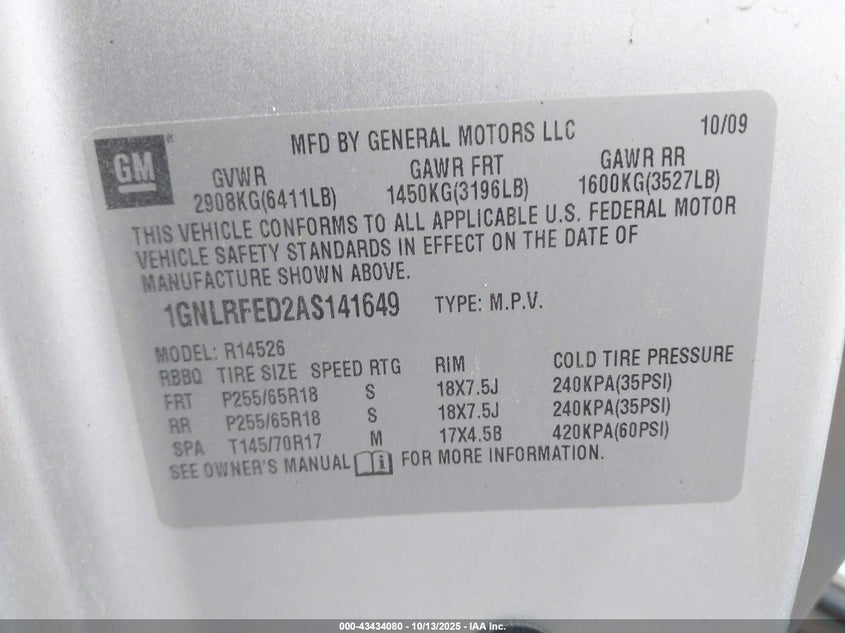 GM
MFD BY GENERAL MOTORS LLC 10/09
GVWR GAWR FRT GAWR RR
2908KG(6411LB) 1450KG(3196LB) 1600KG(3527LB)
THIS VEHICLE CONFORMS TO ALL APPLICABLE U.S. FEDERAL MOTOR
VEHICLE SAFETY STANDARDS IN EFFECT ON THE DATE OF
MANUFACTURE SHOWN ABOVE.
1GNLRFED2AS141649 TYPE: M.P.V.
MODEL: R14526
RBBQ TIRE SIZE SPEED RTG RIM COLD TIRE PRESSURE
FRT P255/65R18 S 18X7.5J 240KPA(35PSI)
RR P255/65R18 S 18X7.5J 240KPA(35PSI)
SPA T145/70R17 M 17X4.5B 420KPA(60PSI)
SEE OWNER'S MANUAL i FOR MORE INFORMATION.
000-43434080 - 10/13/2025 - IAA Inc.